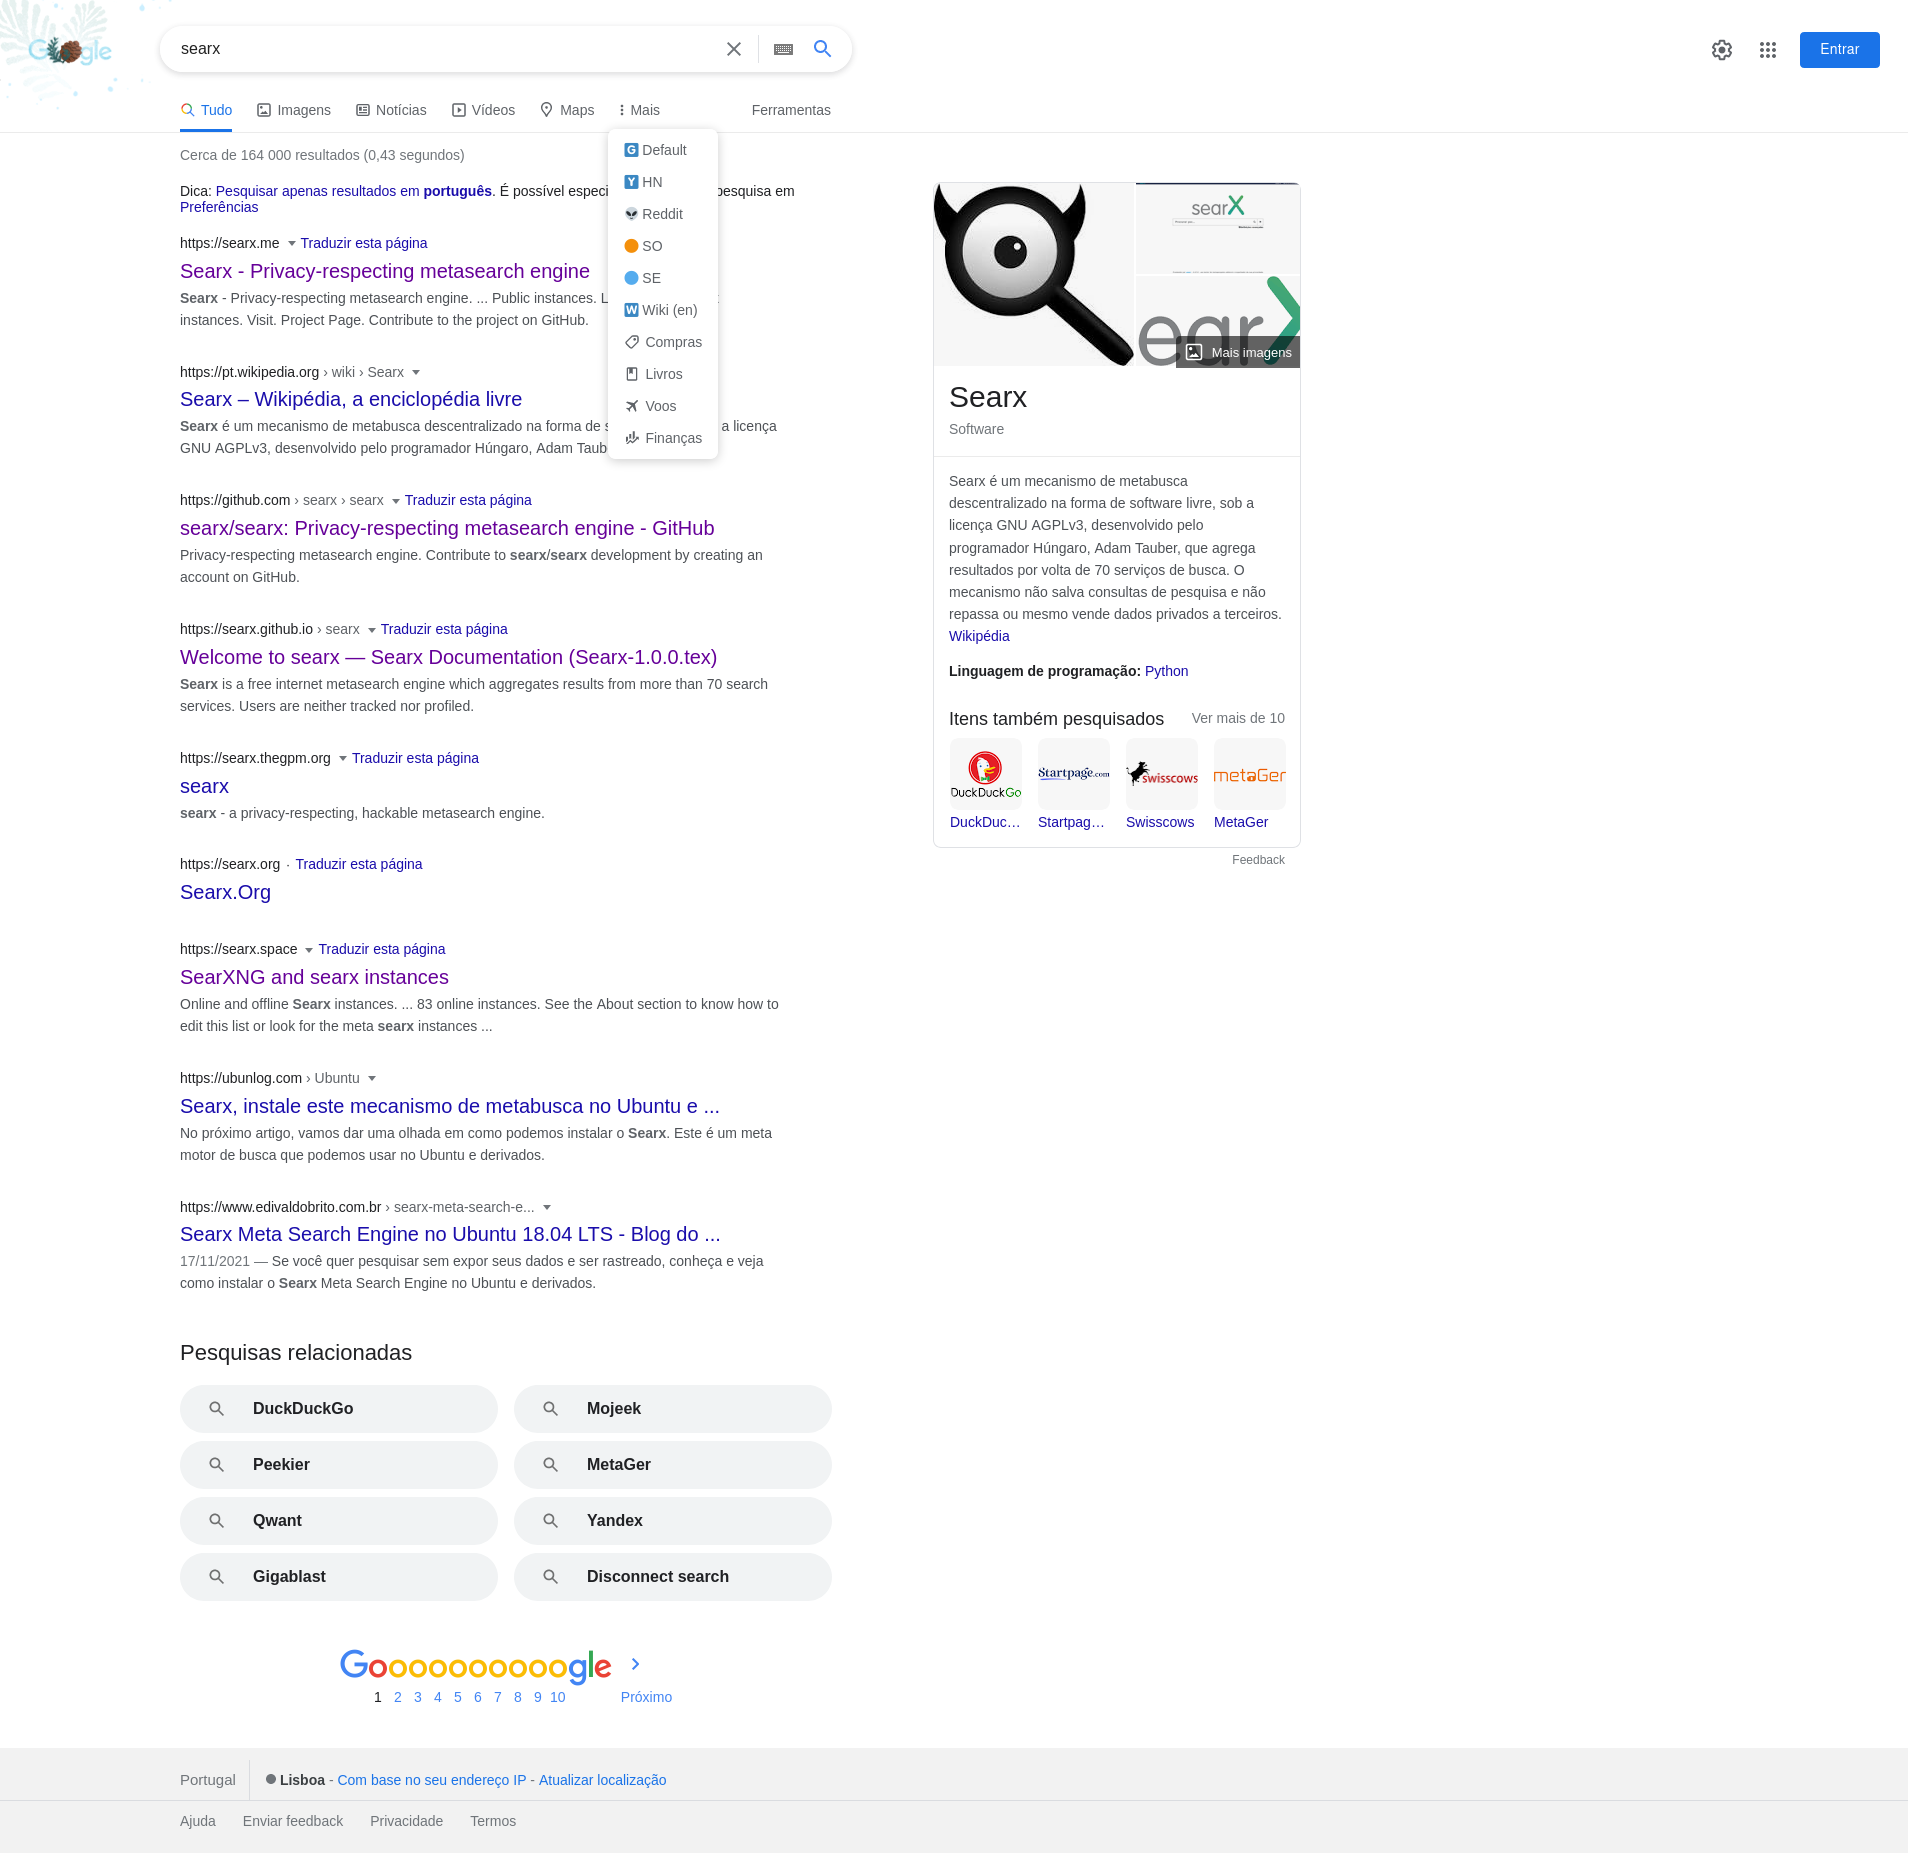 Google
searx
Entrar
Tudo
Imagens
Notícias
Vídeos
Maps
Mais
Ferramentas
Cerca de 164 000 resultados (0,43 segundos)
Default
HN
Reddit
SO
SE
Wiki (en)
Compras
Livros
Voos
Finanças
Dica: Pesquisar apenas resultados em português. É possível especi pesquisa em
Preferências
https://searx.me Traduzir esta página
Searx - Privacy-respecting metasearch engine
Searx - Privacy-respecting metasearch engine. ... Public instances. L
instances. Visit. Project Page. Contribute to the project on GitHub.
https://pt.wikipedia.org › wiki › Searx
Searx – Wikipédia, a enciclopédia livre
Searx é um mecanismo de metabusca descentralizado na forma de s a licença
GNU AGPLv3, desenvolvido pelo programador Húngaro, Adam Taub
https://github.com › searx › searx Traduzir esta página
searx/searx: Privacy-respecting metasearch engine - GitHub
Privacy-respecting metasearch engine. Contribute to searx/searx development by creating an
account on GitHub.
https://searx.github.io › searx Traduzir esta página
Welcome to searx — Searx Documentation (Searx-1.0.0.tex)
Searx is a free internet metasearch engine which aggregates results from more than 70 search
services. Users are neither tracked nor profiled.
https://searx.thegpm.org Traduzir esta página
searx
searx - a privacy-respecting, hackable metasearch engine.
https://searx.org · Traduzir esta página
Searx.Org
https://searx.space Traduzir esta página
SearXNG and searx instances
Online and offline Searx instances. ... 83 online instances. See the About section to know how to
edit this list or look for the meta searx instances ...
https://ubunlog.com › Ubuntu
Searx, instale este mecanismo de metabusca no Ubuntu e ...
No próximo artigo, vamos dar uma olhada em como podemos instalar o Searx. Este é um meta
motor de busca que podemos usar no Ubuntu e derivados.
https://www.edivaldobrito.com.br › searx-meta-search-e...
Searx Meta Search Engine no Ubuntu 18.04 LTS - Blog do ...
17/11/2021 — Se você quer pesquisar sem expor seus dados e ser rastreado, conheça e veja
como instalar o Searx Meta Search Engine no Ubuntu e derivados.
searX
earX
Mais imagens
Searx
Software
Searx é um mecanismo de metabusca
descentralizado na forma de software livre, sob a
licença GNU AGPLv3, desenvolvido pelo
programador Húngaro, Adam Tauber, que agrega
resultados por volta de 70 serviços de busca. O
mecanismo não salva consultas de pesquisa e não
repassa ou mesmo vende dados privados a terceiros.
Wikipédia
Linguagem de programação: Python
Itens também pesquisados
Ver mais de 10
DuckDuckGo
Startpage.com
swisscows
metaGer
DuckDuc…
Startpag…
Swisscows
MetaGer
Feedback
Pesquisas relacionadas
DuckDuckGo
Mojeek
Peekier
MetaGer
Qwant
Yandex
Gigablast
Disconnect search
Goooooooooogle
1 2 3 4 5 6 7 8 9 10 Próximo
Portugal
Lisboa - Com base no seu endereço IP - Atualizar localização
Ajuda
Enviar feedback
Privacidade
Termos